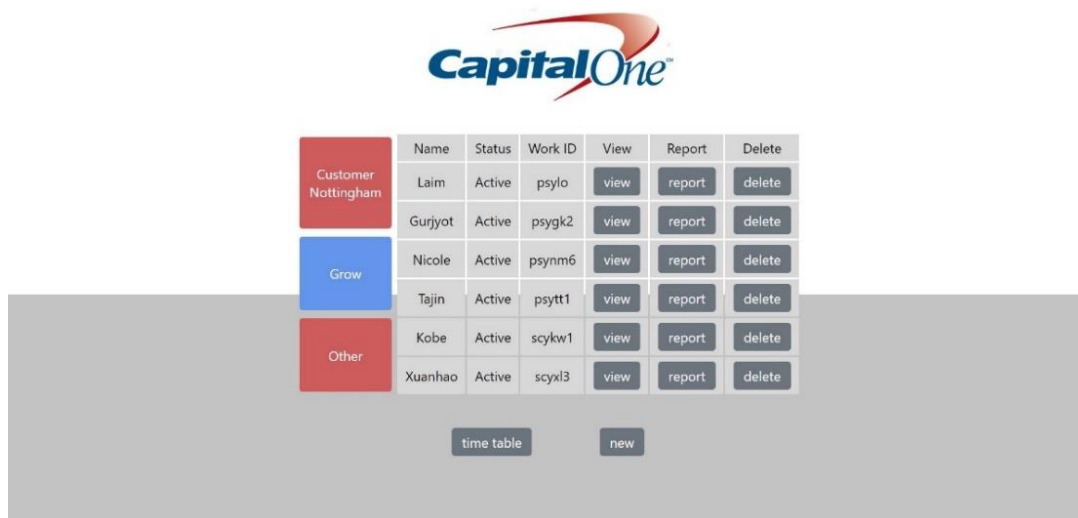 CapitalOne™
Customer
Nottingham
Grow
Other
Name Status Work ID View Report Delete
Laim Active psylo view report delete
Gurjyot Active psygk2 view report delete
Nicole Active psynm6 view report delete
Tajin Active psytt1 view report delete
Kobe Active scykw1 view report delete
Xuanhao Active scyxl3 view report delete
time table new